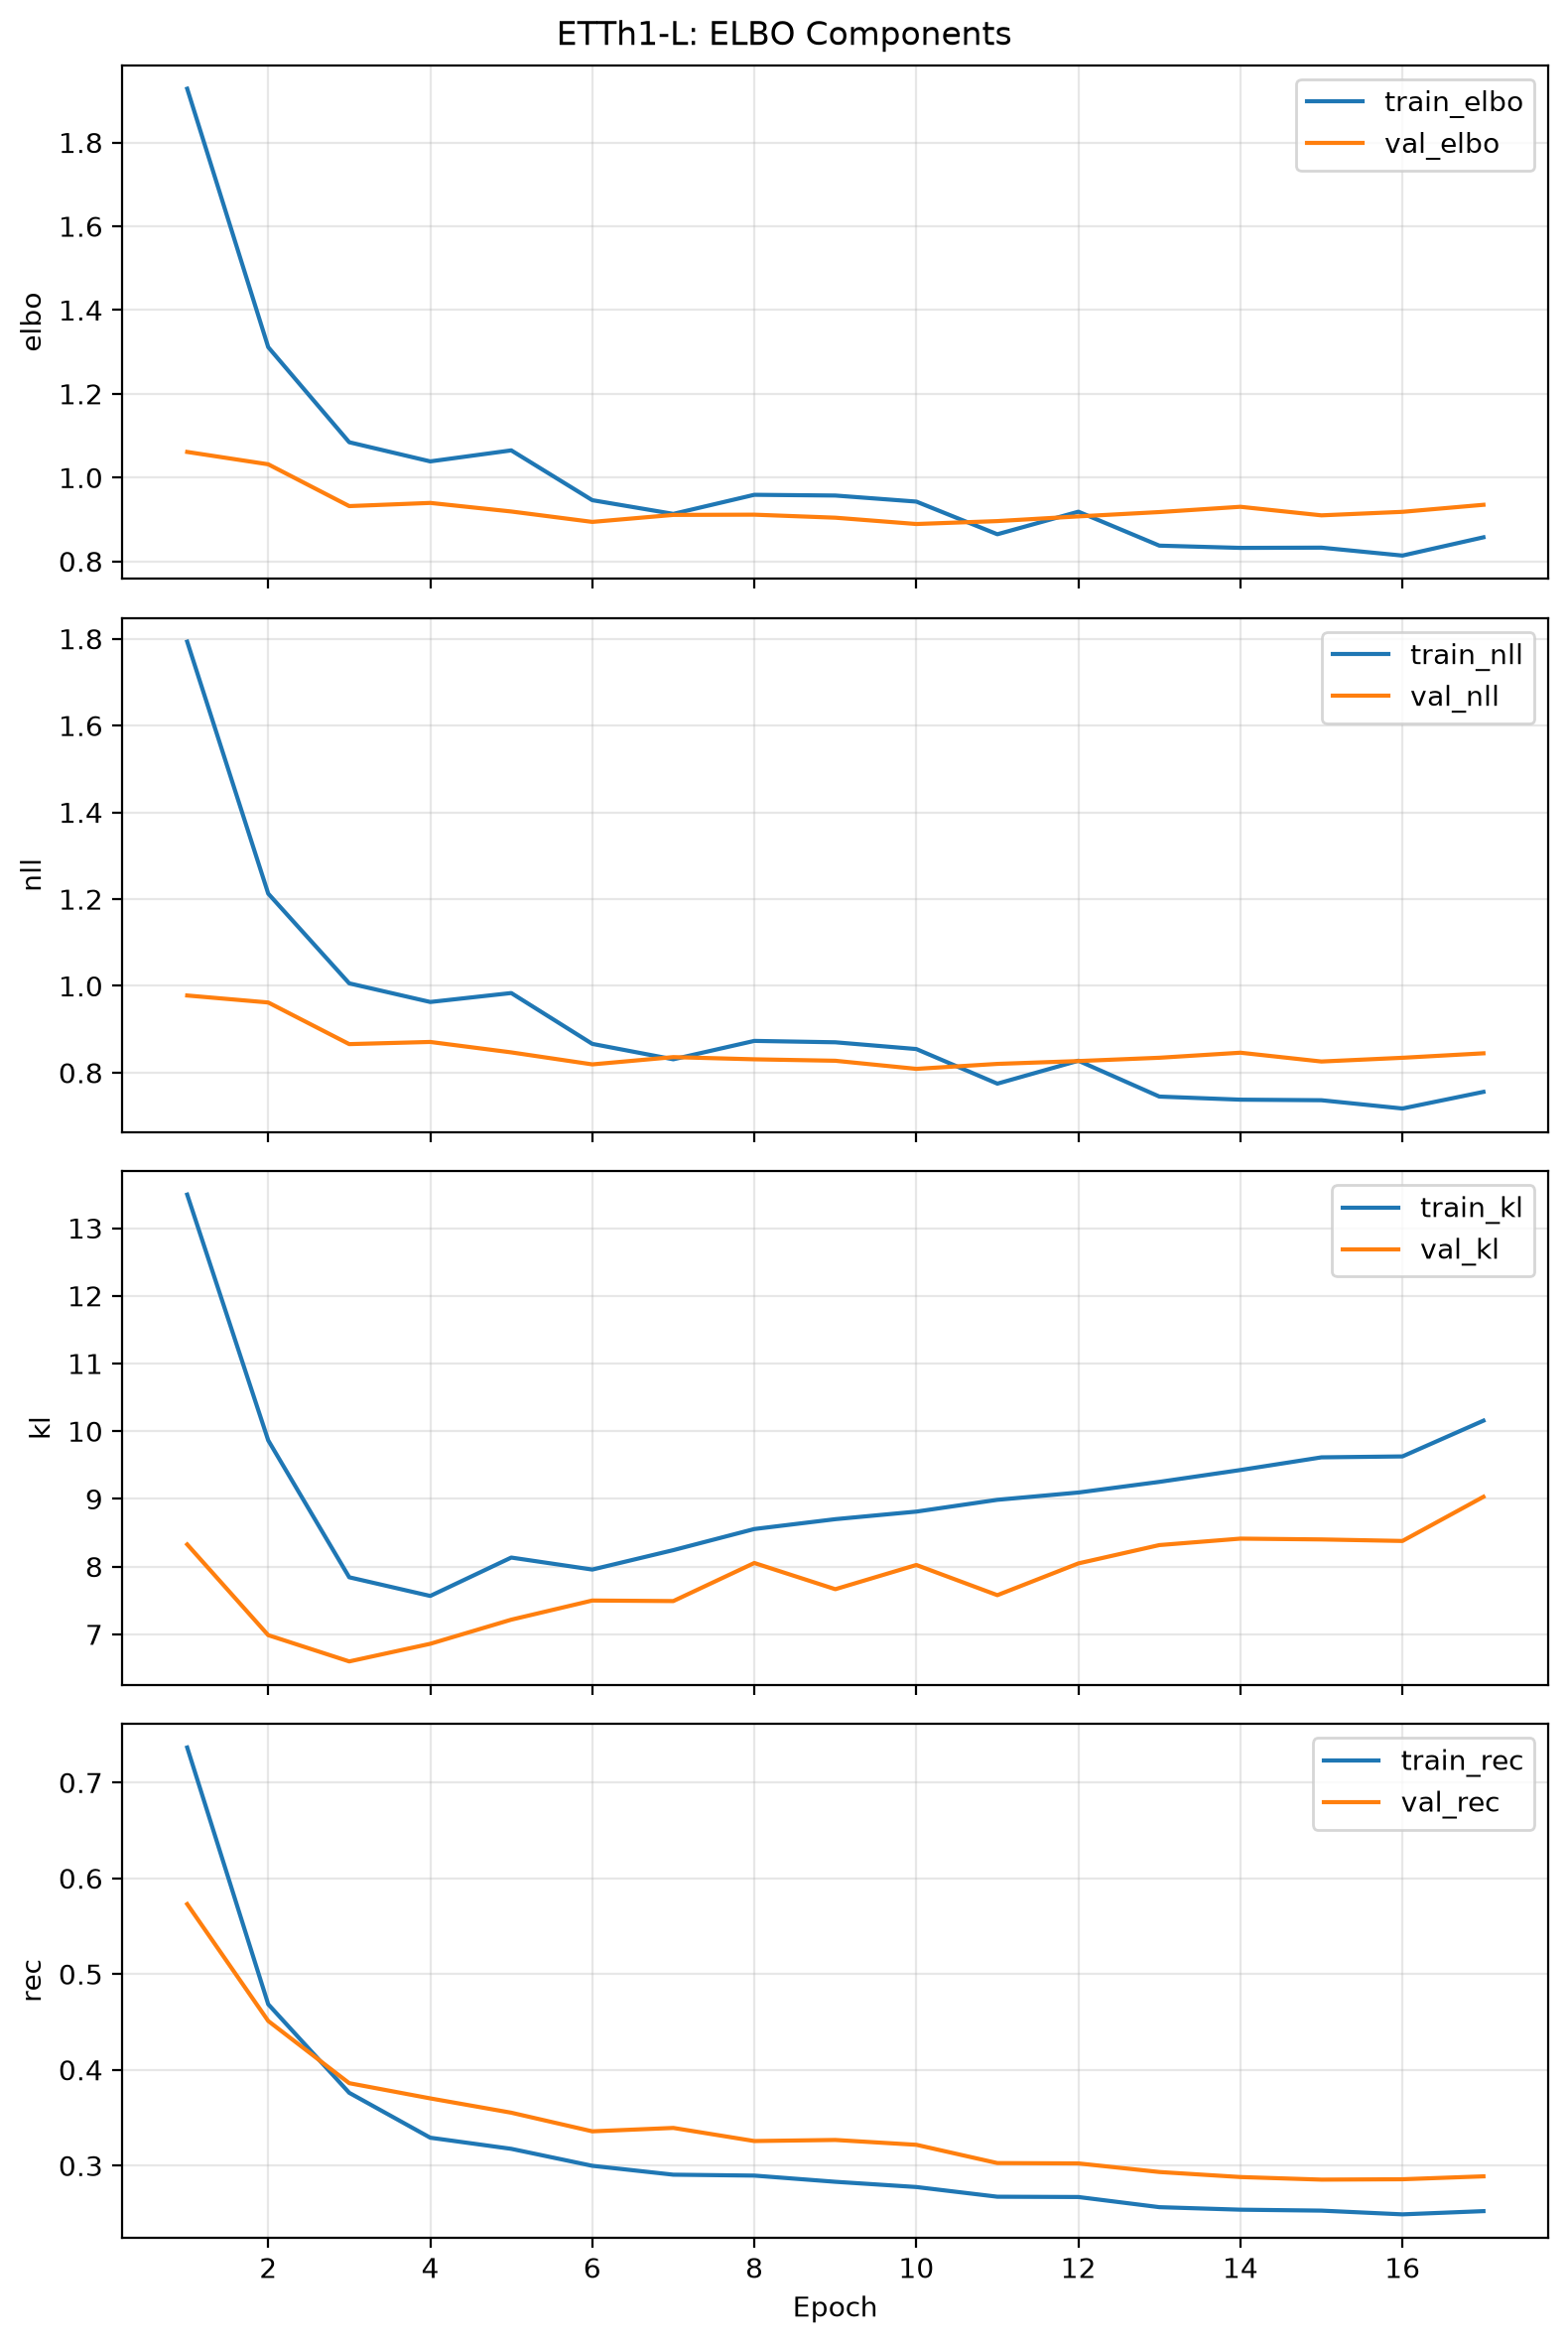 ETTh1-L: ELBO Components
train_elbo
val_elbo
elbo
1.8
1.6
1.4
1.2
1.0
0.8
train_nll
val_nll
nll
1.8
1.6
1.4
1.2
1.0
0.8
train_kl
val_kl
kl
13
12
11
10
9
8
7
train_rec
val_rec
rec
0.7
0.6
0.5
0.4
0.3
2 4 6 8 10 12 14 16
Epoch